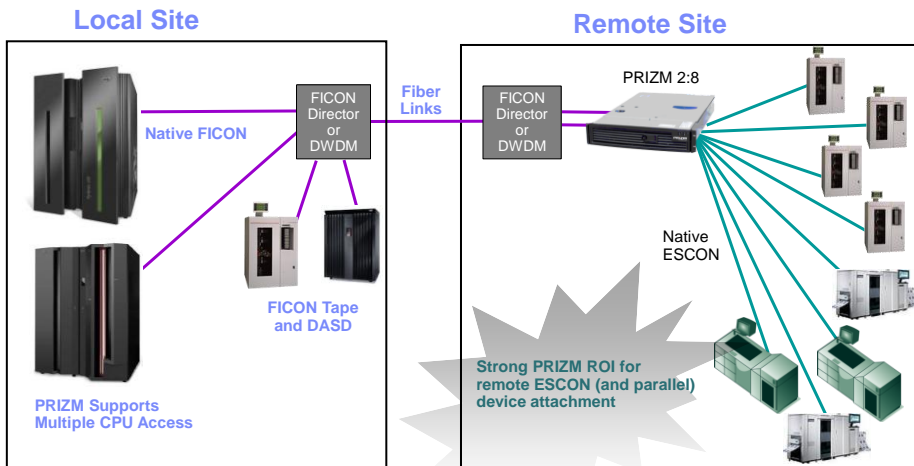 Local Site
Remote Site
Native FICON
FICON
Director
or
DWDM
Fiber
Links
FICON
Director
or
DWDM
PRIZM 2:8
FICON Tape
and DASD
PRIZM Supports
Multiple CPU Access
Native
ESCON
Strong PRIZM ROI for
remote ESCON (and parallel)
device attachment